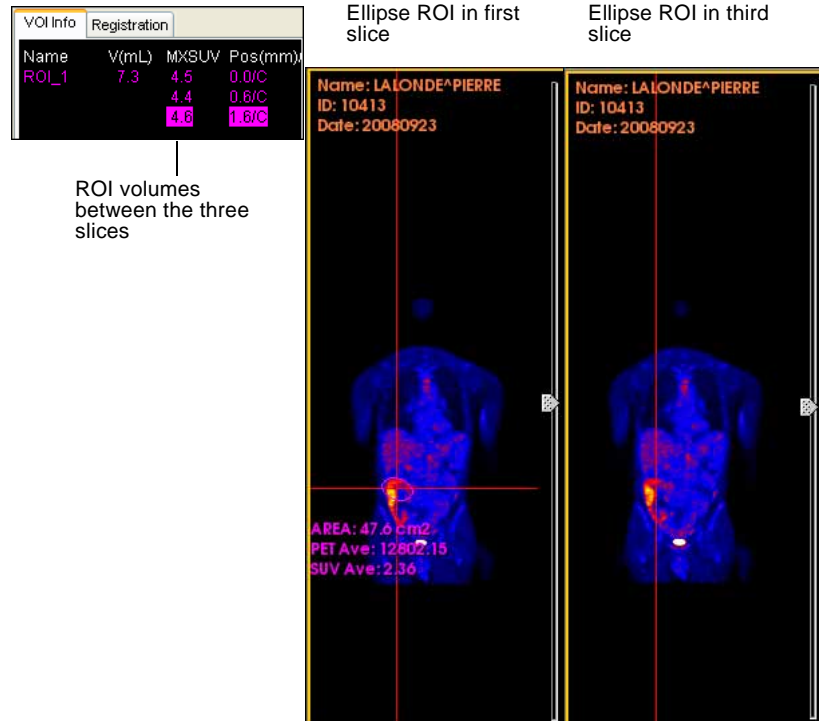 VOI Info Registration
Name V(mL) MXSUV Pos(mm)/
ROI_1 7.3 4.5 0.0/C
4.4 0.6/C
4.6 1.6/C
ROI volumes
between the three
slices
Ellipse ROI in first
slice
Name: LALONDE^PIERRE
ID: 10413
Date: 20080923
AREA: 47.6 cm2
PET Ave: 12802.15
SUV Ave: 2.36
Ellipse ROI in third
slice
Name: LALONDE^PIERRE
ID: 10413
Date: 20080923